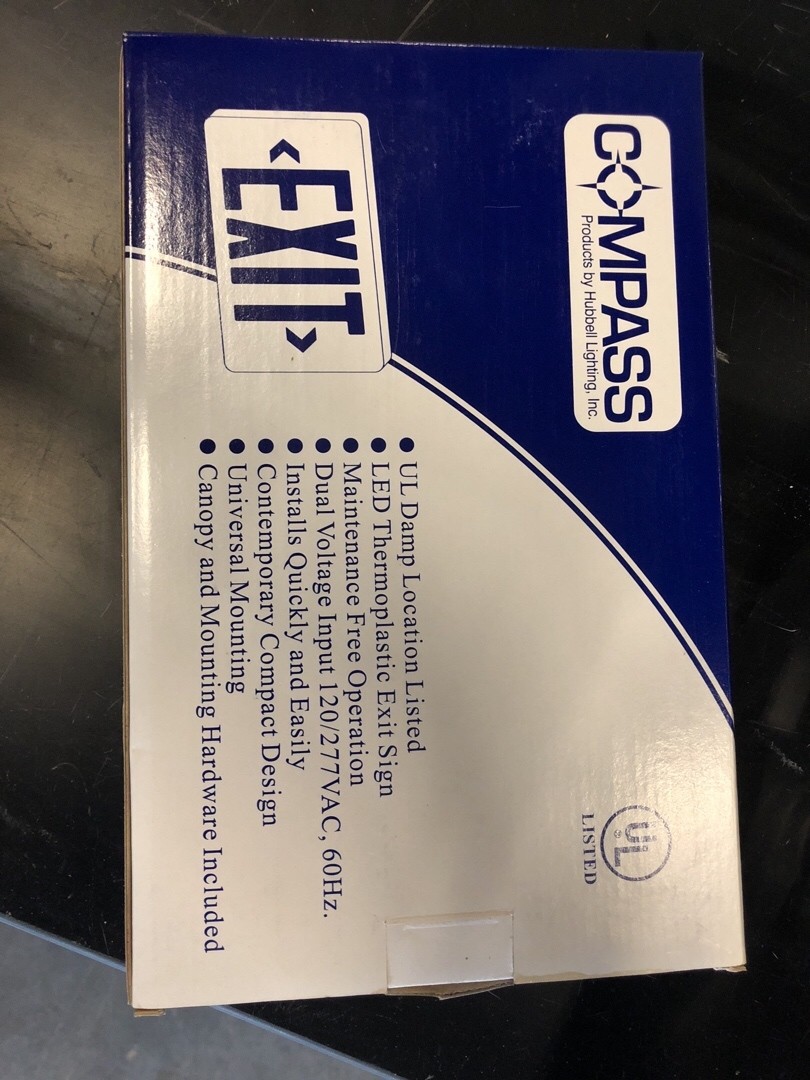 COMPASS
Products by Hubbell Lighting, Inc.
<EXIT>
UL
®
LISTED
● UL Damp Location Listed
● LED Thermoplastic Exit Sign
● Maintenance Free Operation
● Dual Voltage Input 120/277VAC, 60Hz.
● Installs Quickly and Easily
● Contemporary Compact Design
● Universal Mounting
● Canopy and Mounting Hardware Included